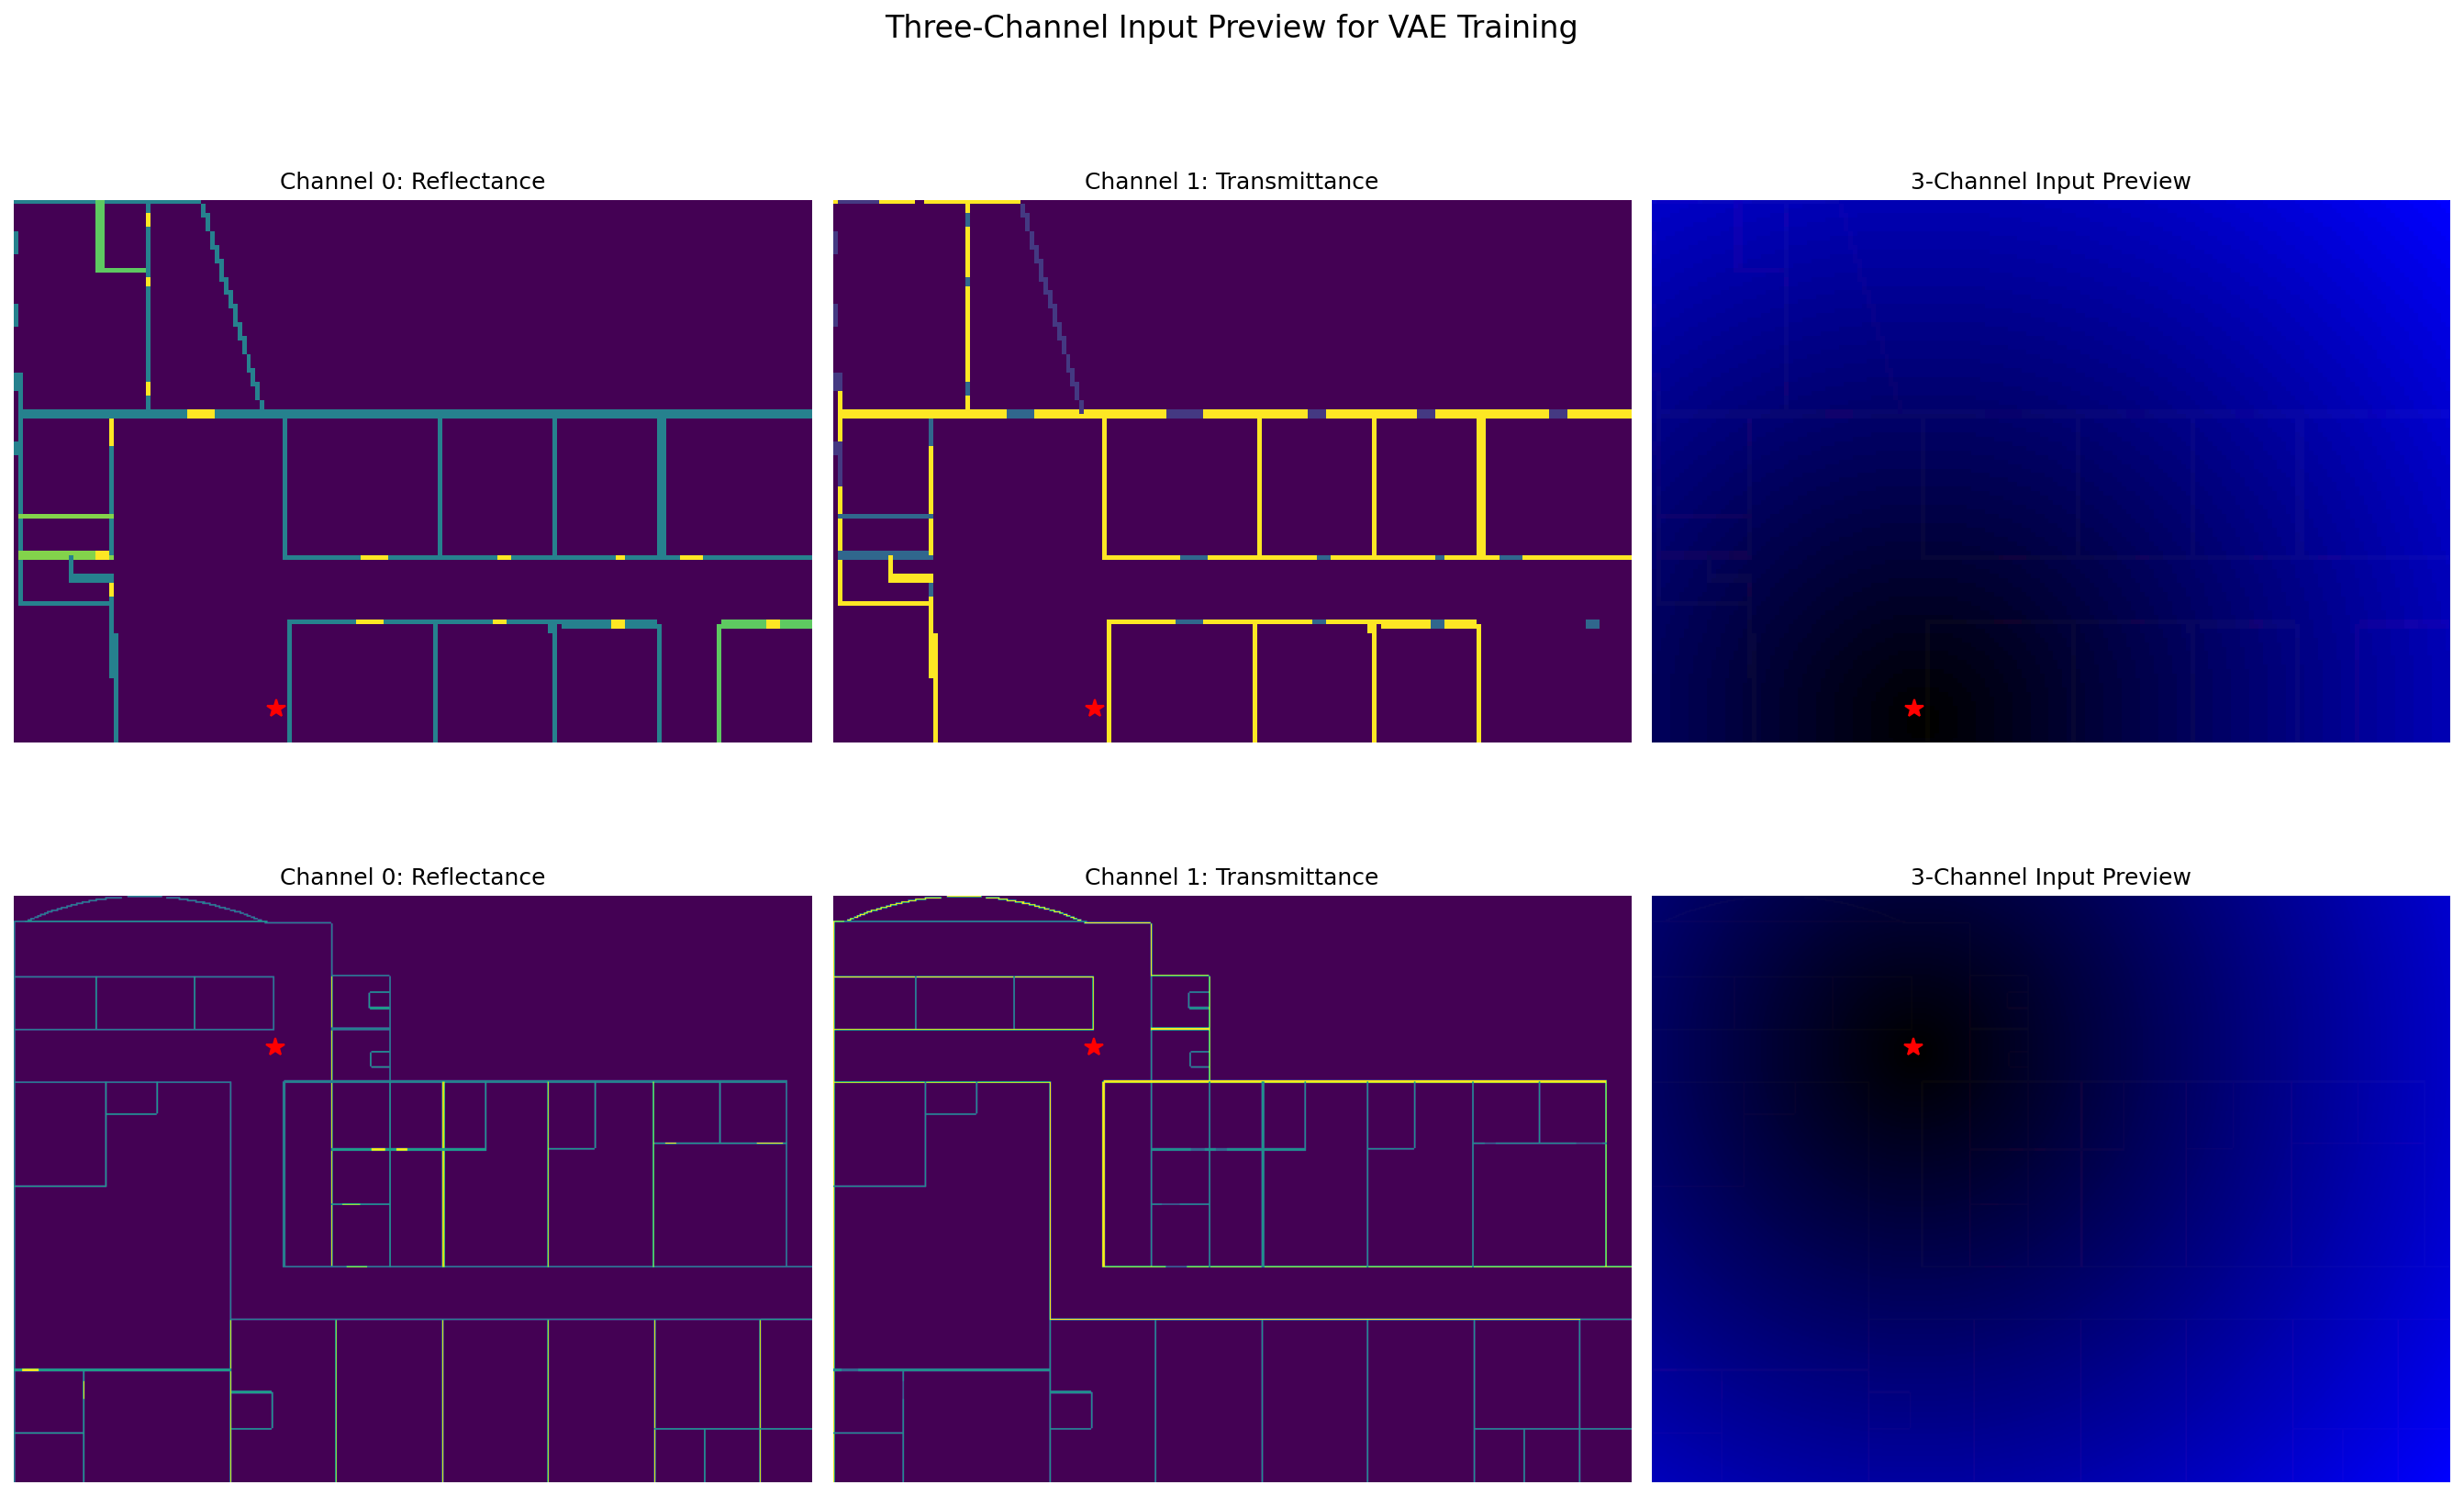 Three-Channel Input Preview for VAE Training
Channel 0: Reflectance
Channel 1: Transmittance
3-Channel Input Preview
Channel 0: Reflectance
Channel 1: Transmittance
3-Channel Input Preview